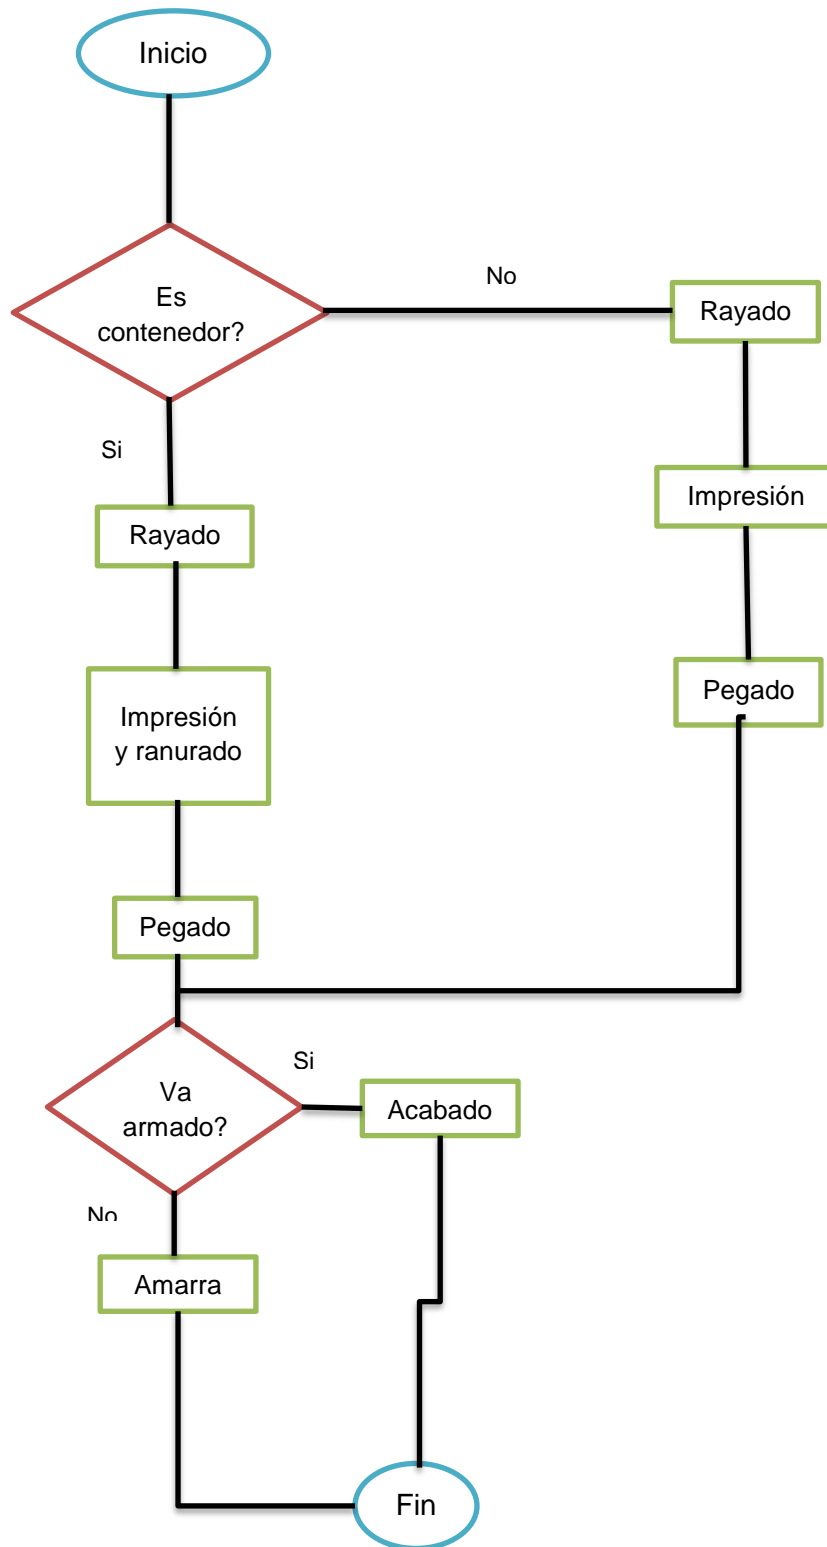 Inicio
No
Es
contenedor?
Rayado
Si
Impresión
Rayado
Pegado
Impresión
y ranurado
Pegado
Si
Va
armado?
Acabado
No
Amarra
Fin